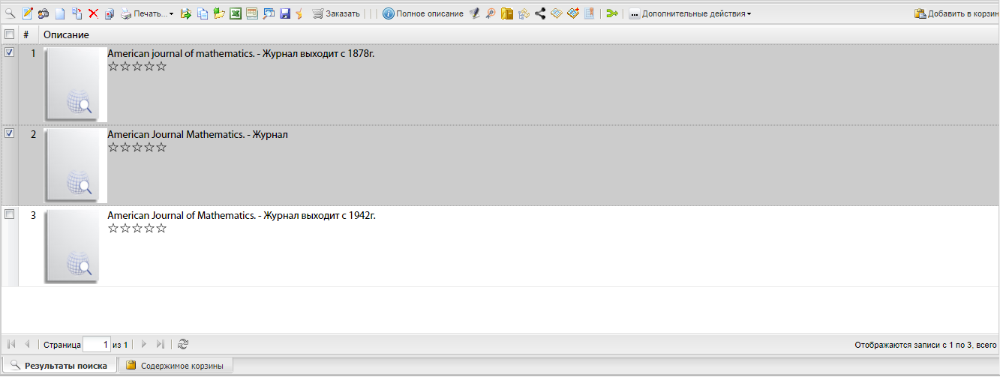 Печать... Заказать Полное описание ... Дополнительные действия Добавить в корзин
# Описание
1 American journal of mathematics. - Журнал выходит с 1878г.
2 American Journal Mathematics. - Журнал
3 American Journal of Mathematics. - Журнал выходит с 1942г.
Страница 1 из 1 Отображаются записи с 1 по 3, всего
Результаты поиска Содержимое корзины